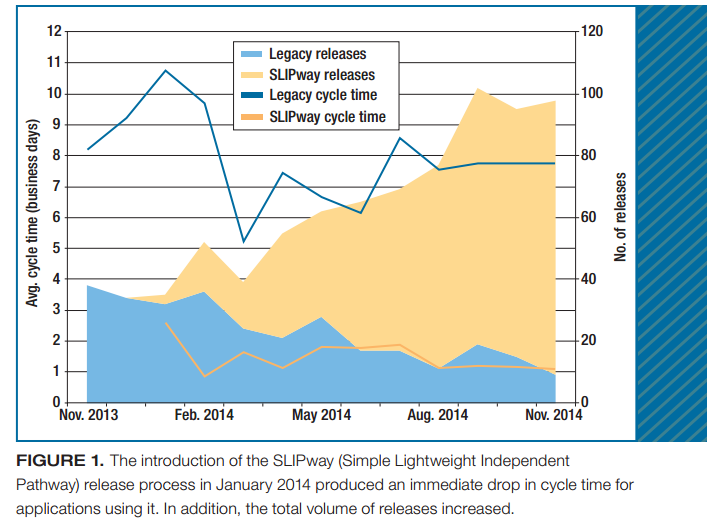 12
11
10
9
8
7
6
5
4
3
2
1
0
Avg. cycle time (business days)
Legacy releases
SLIPway releases
Legacy cycle time
SLIPway cycle time
120
100
80
60
40
20
0
No. of releases
Nov. 2013 Feb. 2014 May 2014 Aug. 2014 Nov. 2014
FIGURE 1. The introduction of the SLIPway (Simple Lightweight Independent
Pathway) release process in January 2014 produced an immediate drop in cycle time for
applications using it. In addition, the total volume of releases increased.